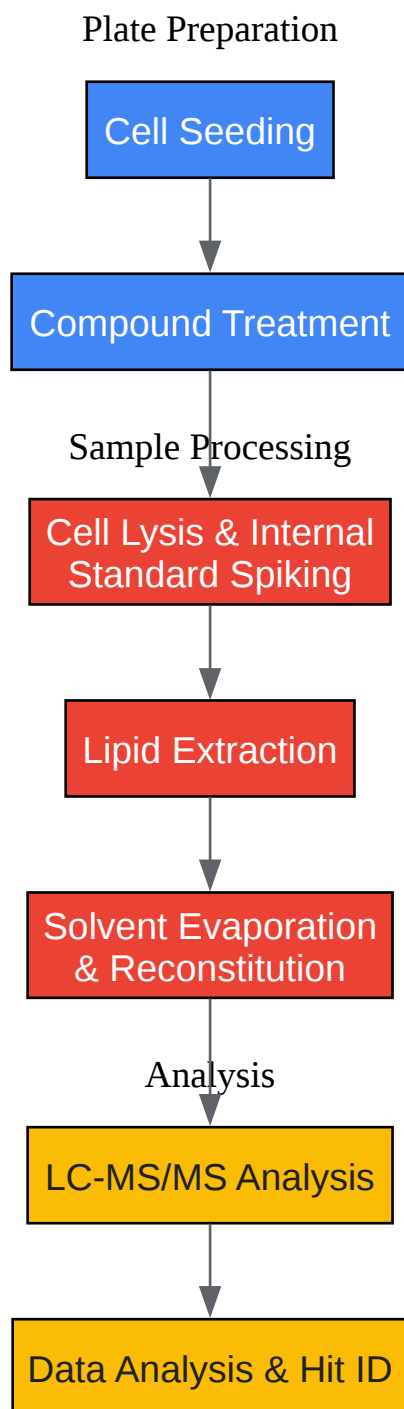 Plate Preparation
Cell Seeding
Compound Treatment
Sample Processing
Cell Lysis & Internal
Standard Spiking
Lipid Extraction
Solvent Evaporation
& Reconstitution
Analysis
LC-MS/MS Analysis
Data Analysis & Hit ID